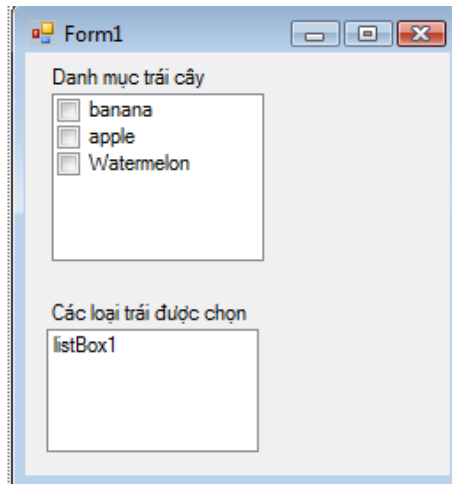 Form1
Danh mục trái cây
banana
apple
Watermelon
Các loại trái được chọn
listBox1